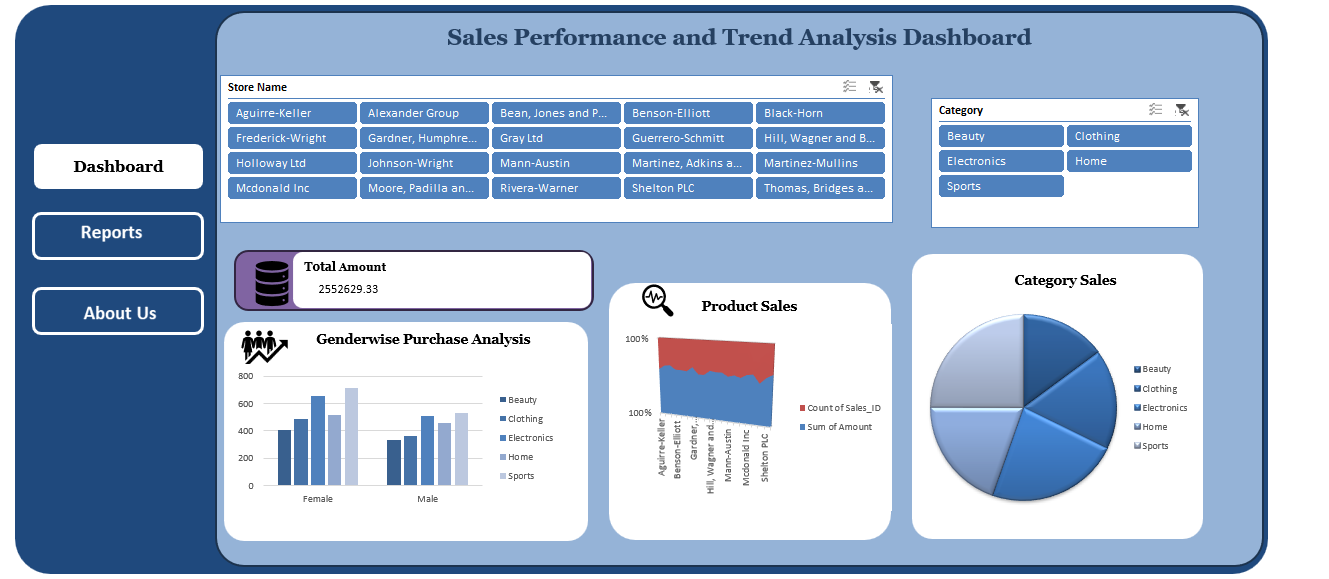 Sales Performance and Trend Analysis Dashboard
Store Name
Aguirre-Keller Alexander Group Bean, Jones and P... Benson-Elliott Black-Horn
Frederick-Wright Gardner, Humphre... Gray Ltd Guerrero-Schmitt Hill, Wagner and B...
Holloway Ltd Johnson-Wright Mann-Austin Martinez, Adkins a... Martinez-Mullins
Mcdonald Inc Moore, Padilla an... Rivera-Warner Shelton PLC Thomas, Bridges a...
Category
Beauty Clothing
Electronics Home
Sports
Dashboard
Reports
About Us
Total Amount
2552629.33
Genderwise Purchase Analysis
800
600
400
200
0
Female Male
Beauty
Clothing
Electronics
Home
Sports
Product Sales
100%
100%
Aguirre-Keller
Benson-Elliott
Gardner,...
Hill, Wagner and...
Mann-Austin
Mcdonald Inc
Shelton PLC
Count of Sales_ID
Sum of Amount
Category Sales
Beauty
Clothing
Electronics
Home
Sports